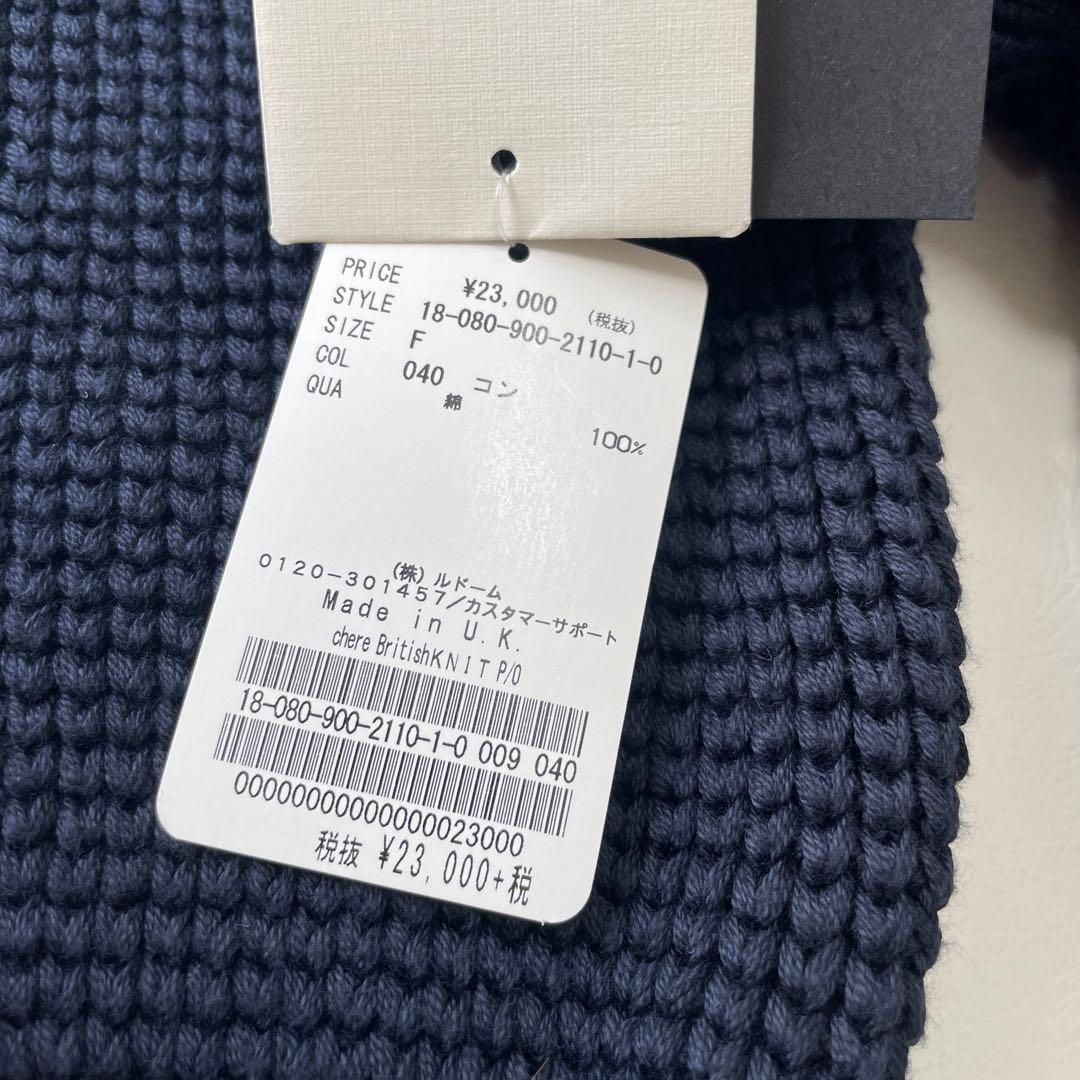 PRICE ¥23,000 (税抜)
STYLE 18-080-900-2110-1-0
SIZE F
COL 040 コン
QUA 綿 100%
(株)ルドーム
0120-301457/カスタマーサポート
Made in U.K.
chere BritishKNIT P/O
18-080-900-2110-1-0 009 040
0000000000000023000
税抜 ¥23,000+税